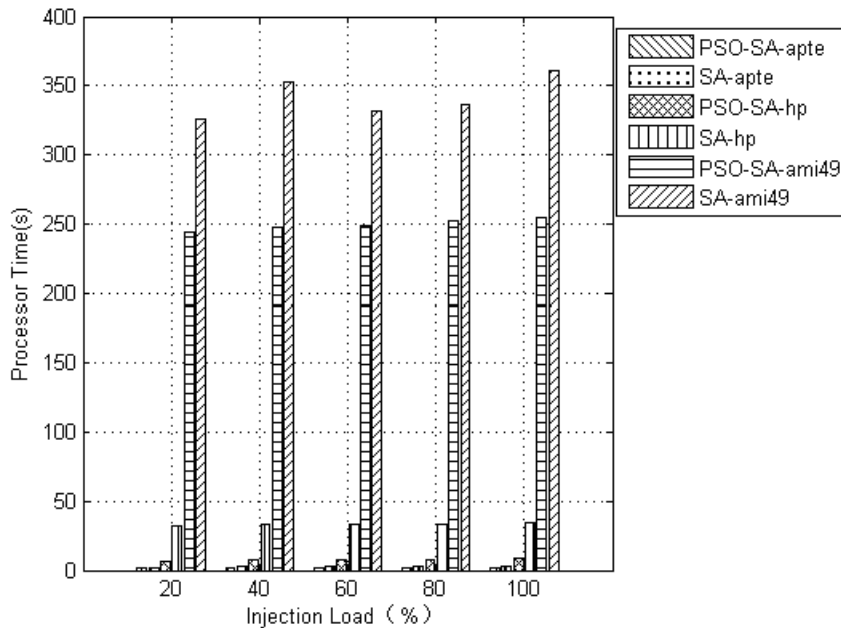 400
350
300
250
200
150
100
50
0
Processor Time(s)
20 40 60 80 100
Injection Load（%）
PSO-SA-apte
SA-apte
PSO-SA-hp
SA-hp
PSO-SA-ami49
SA-ami49